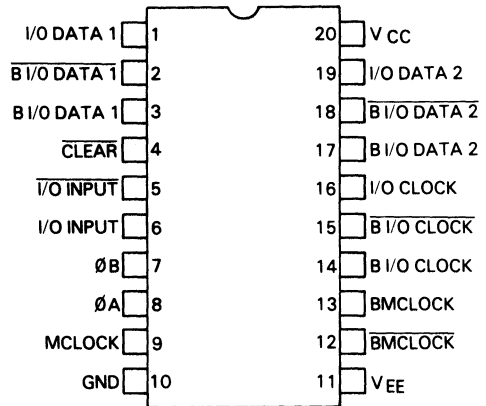 I/O DATA 1 1 20 V CC
B I/O DATA 1 2 19 I/O DATA 2
B I/O DATA 1 3 18 B I/O DATA 2
CLEAR 4 17 B I/O DATA 2
I/O INPUT 5 16 I/O CLOCK
I/O INPUT 6 15 B I/O CLOCK
ØB 7 14 B I/O CLOCK
ØA 8 13 BMCLOCK
MCLOCK 9 12 BMCLOCK
GND 10 11 VEE